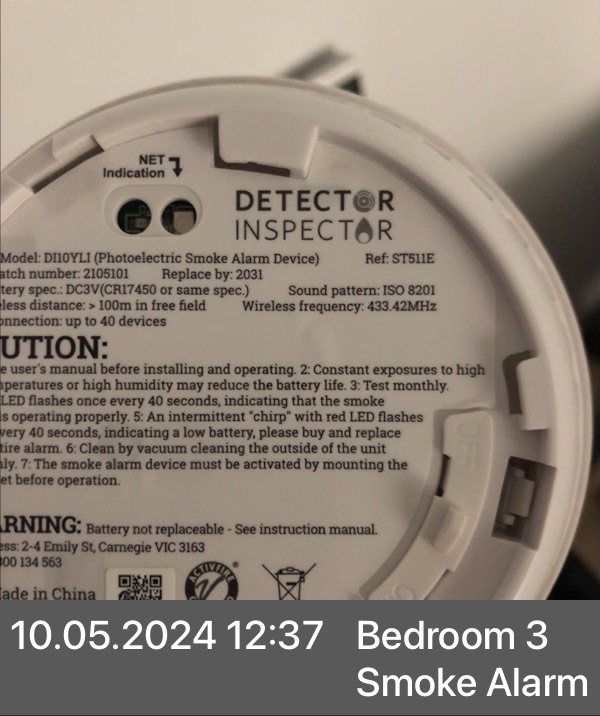 NET
Indication
DETECTOR
INSPECTOR
Model: DI10YLI (Photoelectric Smoke Alarm Device) Ref: ST511E
atch number: 2105101 Replace by: 2031
tery spec.: DC3V(CR17450 or same spec.) Sound pattern: ISO 8201
less distance: > 100m in free field Wireless frequency: 433.42MHz
onnection: up to 40 devices
UTION:
e user's manual before installing and operating. 2: Constant exposures to high
peratures or high humidity may reduce the battery life. 3: Test monthly.
LED flashes once every 40 seconds, indicating that the smoke
is operating properly. 5: An intermittent "chirp" with red LED flashes
very 40 seconds, indicating a low battery, please buy and replace
tire alarm. 6: Clean by vacuum cleaning the outside of the unit
ly. 7: The smoke alarm device must be activated by mounting the
et before operation.
ARNING: Battery not replaceable - See instruction manual.
ess: 2-4 Emily St, Carnegie VIC 3163
300 134 563
ade in China
ACTIVFIRE
OFF
10.05.2024 12:37 Bedroom 3
Smoke Alarm